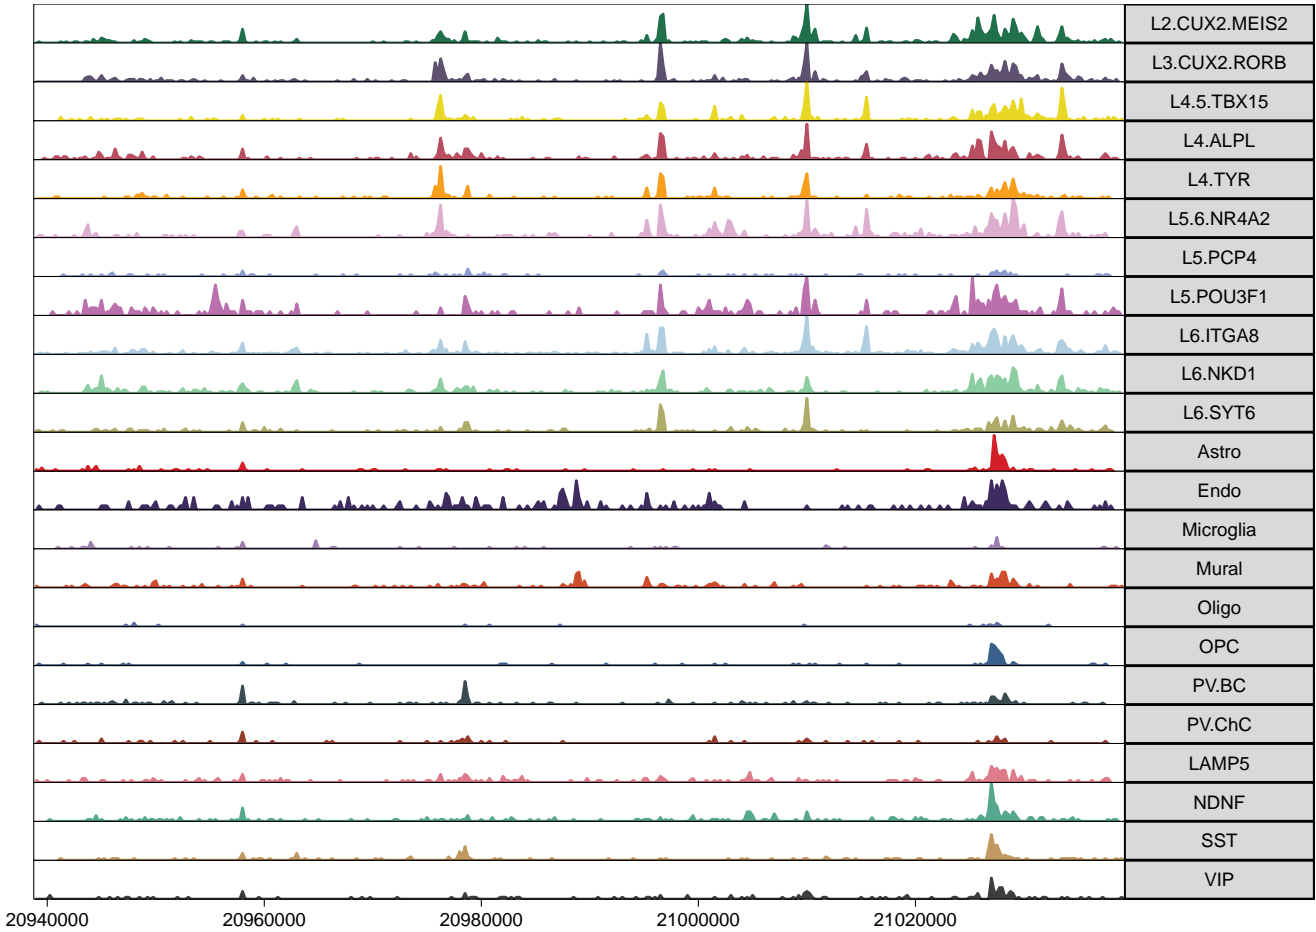 L2.CUX2.MEIS2
L3.CUX2.RORB
L4.5.TBX15
L4.ALPL
L4.TYR
L5.6.NR4A2
L5.PCP4
L5.POU3F1
L6.ITGA8
L6.NKD1
L6.SYT6
Astro
Endo
Microglia
Mural
Oligo
OPC
PV.BC
PV.ChC
LAMP5
NDNF
SST
VIP
20940000 20960000 20980000 21000000 21020000